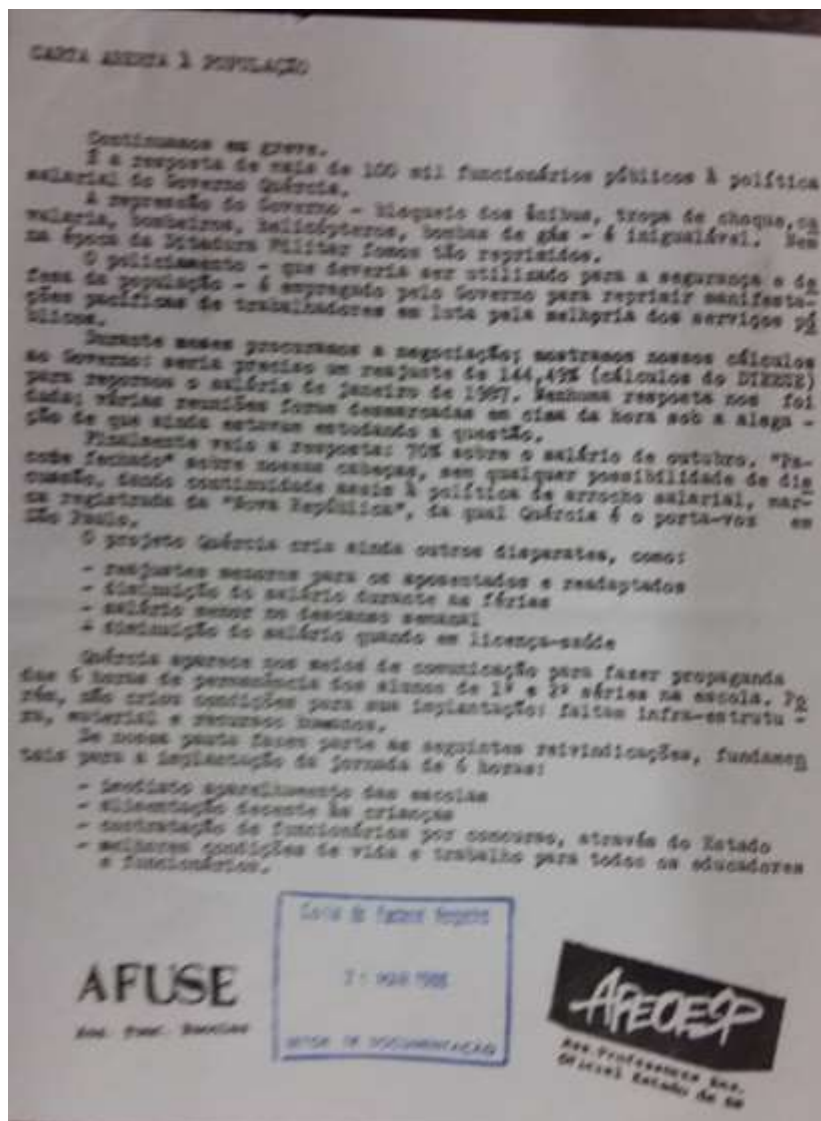 CARTA ABERTA À POPULAÇÃO
Continuamos em greve.
É a resposta de mais de 100 mil funcionários públicos à política
salarial do Governo Quércia.
A repressão do Governo - bloqueio dos ônibus, tropa de choque,ca
valaria, bombeiros, helicópteros, bombas de gás - é inigualável. Nem
na época da Ditadura Militar fomos tão reprimidos.
O policiamento - que deveria ser utilizado para a segurança e de
fesa da população - é empregado pelo Governo para reprimir manifesta-
ções pacíficas de trabalhadores em luta pela melhoria dos serviços pú
blicos.
Durante meses procuramos a negociação; mostramos nossos cálculos
ao Governo: seria preciso um reajuste de 144,49% (cálculos do DIEESE)
para repormos o salário de janeiro de 1987. Nenhuma resposta nos foi
dada; várias reuniões foram desmarcadas em cima da hora sob a alega -
ção de que ainda estavam estudando a questão.
Finalmente veio a resposta: 70% sobre o salário de outubro. "Pa-
cote fechado" sobre nossas cabeças, sem qualquer possibilidade de dis
cussão, dando continuidade assim à política de arrocho salarial, mar-
ca registrada da "Nova República", da qual Quércia é o porta-voz em
São Paulo.
O projeto Quércia cria ainda outros disparates, como:
- reajustes menores para os aposentados e readaptados
- diminuição do salário durante as férias
- salário menor no descanso semanal
- diminuição do salário quando em licença-saúde
Quércia aparece nos meios de comunicação para fazer propaganda
das 6 horas de permanência dos alunos de 1ª e 2ª séries na escola. Po
rém, não criou condições para sua implantação: faltam infra-estrutu -
ra, material e recursos humanos.
De nossa pauta fazem parte as seguintes reivindicações, fundamen
tais para a implantação da jornada de 6 horas:
- imediato aparelhamento das escolas
- alimentação decente às crianças
- contratação de funcionários por concurso, através do Estado
- melhores condições de vida e trabalho para todos os educadores
e funcionários.
AFUSE
Ass. Func. Escolas
SETOR DE DOCUMENTAÇÃO
APEOESP
Ass. Professores Ens.
Oficial Estado de SP